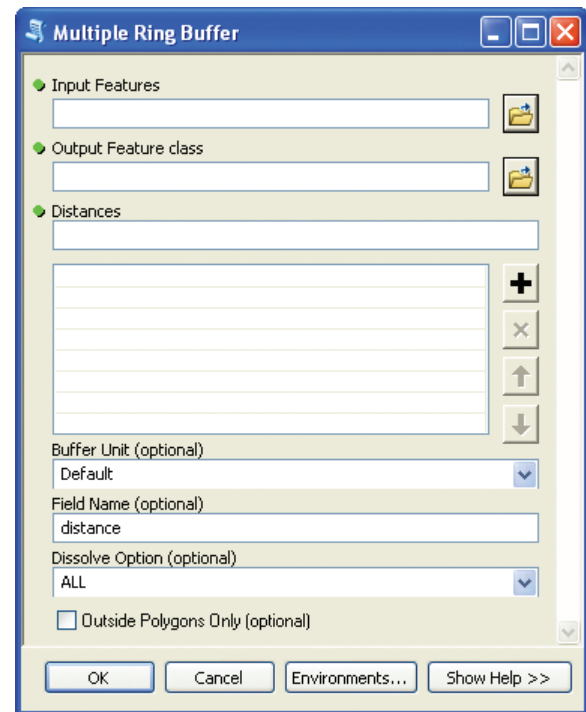 Multiple Ring Buffer
Input Features
Output Feature class
Distances
Buffer Unit (optional)
Default
Field Name (optional)
distance
Dissolve Option (optional)
ALL
Outside Polygons Only (optional)
OK Cancel Environments... Show Help >>